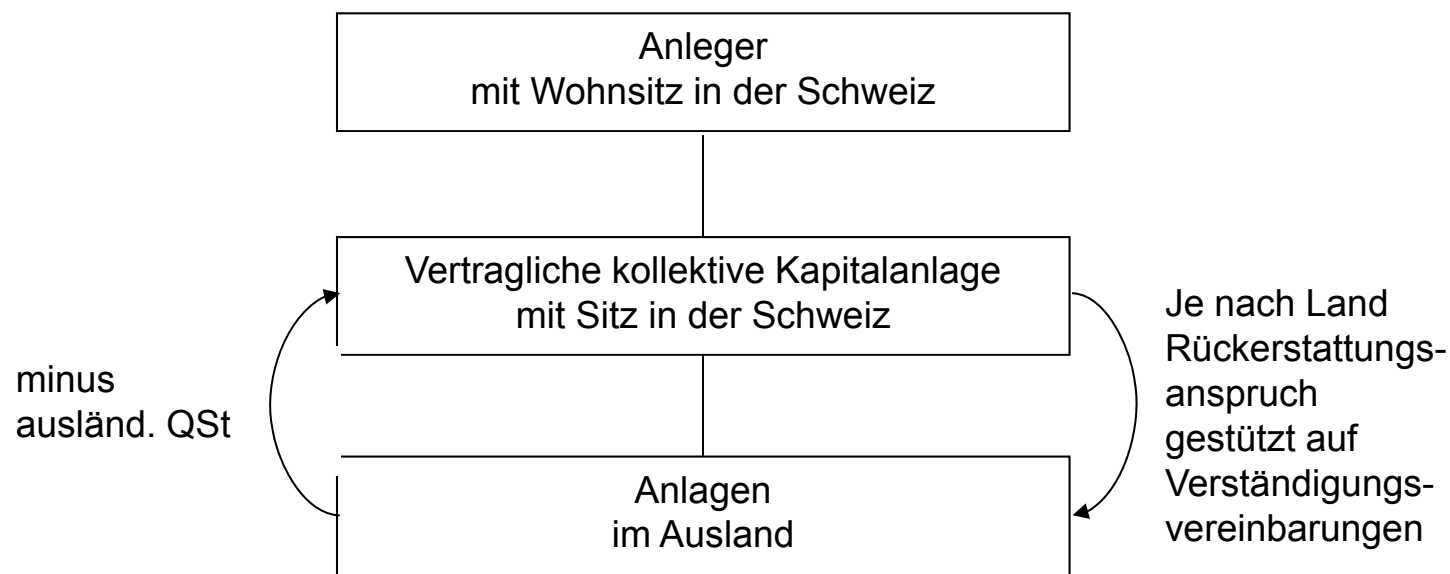 Anleger
mit Wohnsitz in der Schweiz
Vertragliche kollektive Kapitalanlage
mit Sitz in der Schweiz
minus
ausländ. QSt
Je nach Land
Rückerstattungs-
anspruch
gestützt auf
Verständigungs-
vereinbarungen
Anlagen
im Ausland